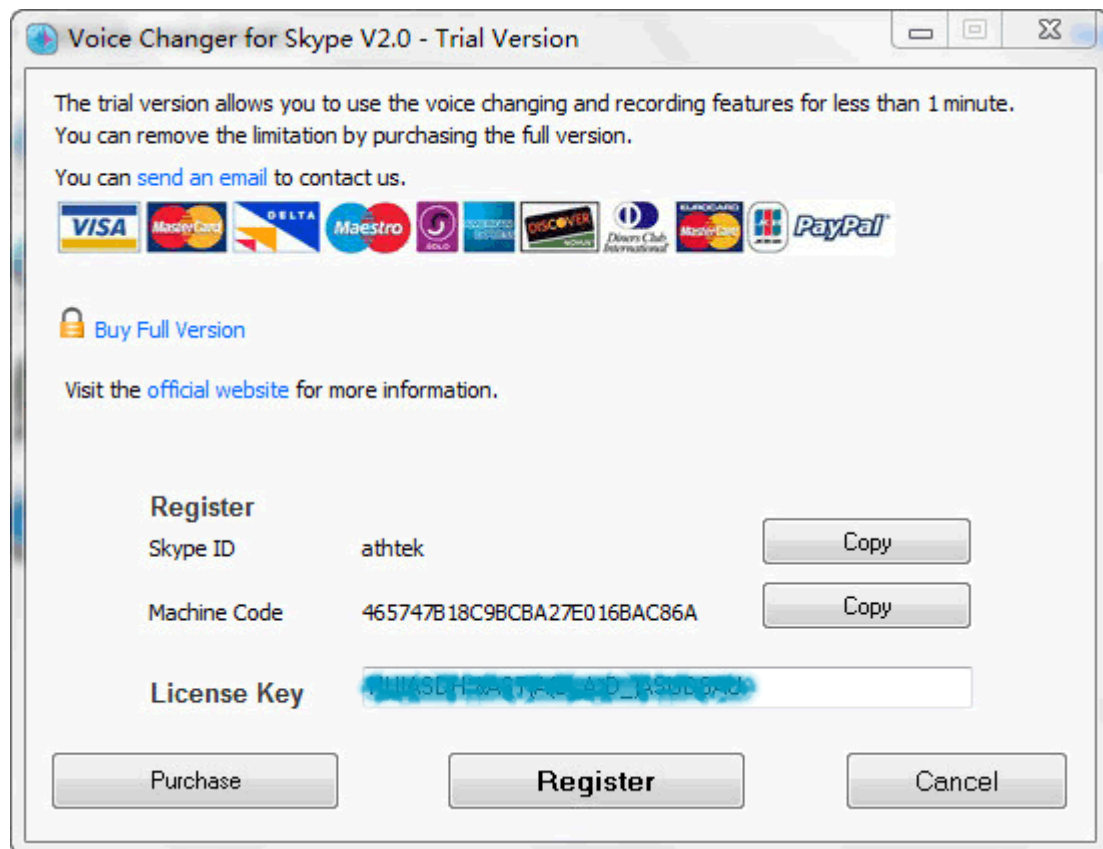 Voice Changer for Skype V2.0 - Trial Version
The trial version allows you to use the voice changing and recording features for less than 1 minute.
You can remove the limitation by purchasing the full version.
You can send an email to contact us.
VISA MasterCard DELTA Maestro SOLO AMERICAN EXPRESS DISCOVER NOVUS Diners Club International EUROCARD MasterCard JCB PayPal
Buy Full Version
Visit the official website for more information.
Register
Skype ID athtek Copy
Machine Code 465747B18C9BCBA27E016BAC86A Copy
License Key
Purchase Register Cancel